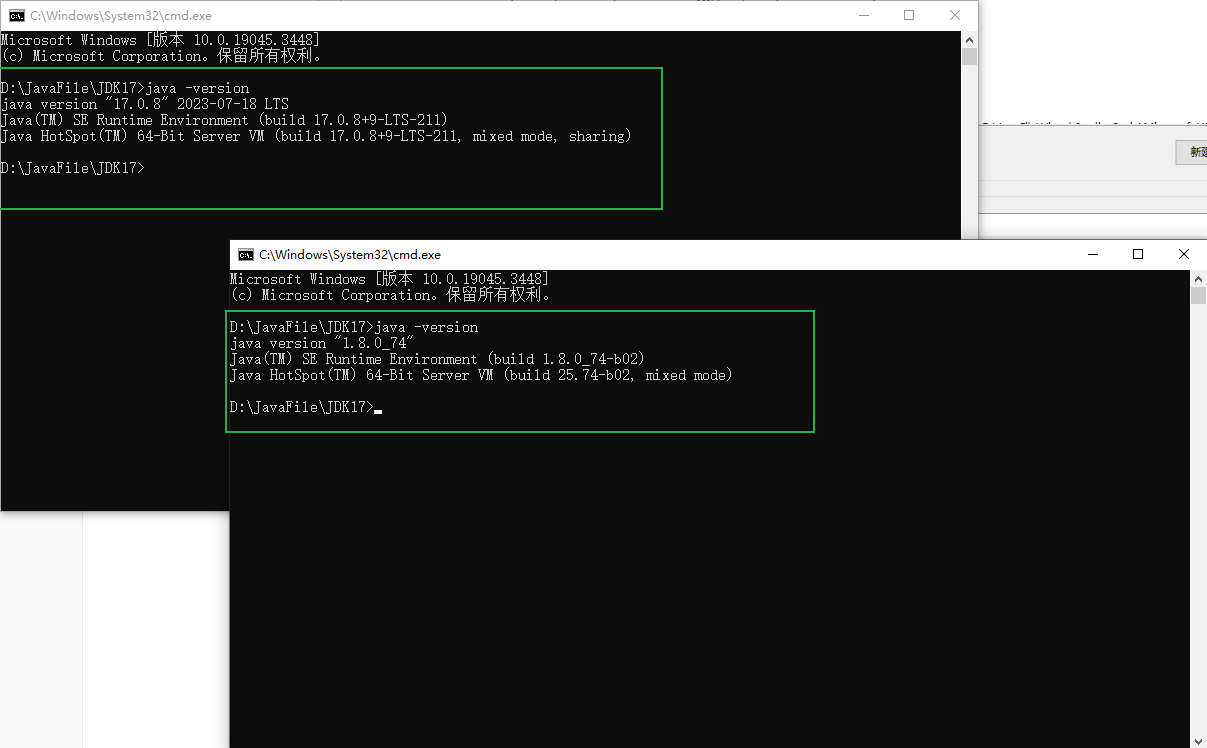 C:\Windows\System32\cmd.exe
Microsoft Windows [版本 10.0.19045.3448]
(c) Microsoft Corporation。保留所有权利。
D:\JavaFile\JDK17>java -version
java version "17.0.8" 2023-07-18 LTS
Java(TM) SE Runtime Environment (build 17.0.8+9-LTS-211)
Java HotSpot(TM) 64-Bit Server VM (build 17.0.8+9-LTS-211, mixed mode, sharing)
D:\JavaFile\JDK17>
新建
C:\Windows\System32\cmd.exe
Microsoft Windows [版本 10.0.19045.3448]
(c) Microsoft Corporation。保留所有权利。
D:\JavaFile\JDK17>java -version
java version "1.8.0_74"
Java(TM) SE Runtime Environment (build 1.8.0_74-b02)
Java HotSpot(TM) 64-Bit Server VM (build 25.74-b02, mixed mode)
D:\JavaFile\JDK17>